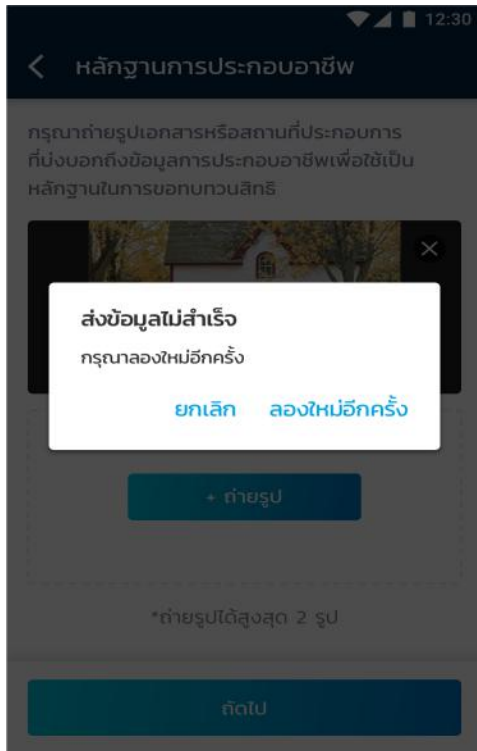 12:30
หลักฐานการประกอบอาชีพ
กรุณาถ่ายรูปเอกสารหรือสถานที่ประกอบการ
ที่บ่งบอกถึงข้อมูลการประกอบอาชีพเพื่อใช้เป็น
หลักฐานในการขอทบทวนสิทธิ
ส่งข้อมูลไม่สำเร็จ
กรุณาลองใหม่อีกครั้ง
ยกเลิก ลองใหม่อีกครั้ง
+ ถ่ายรูป
*ถ่ายรูปได้สูงสุด 2 รูป
ถัดไป